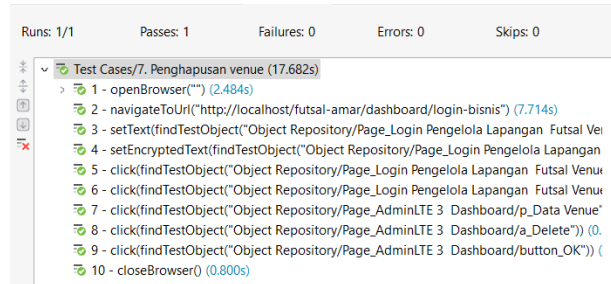 Runs: 1/1 Passes: 1 Failures: 0 Errors: 0 Skips: 0
Test Cases/7. Penghapusan venue (17.682s)
1 - openBrowser("") (2.484s)
2 - navigateToUrl("http://localhost/futsal-amar/dashboard/login-bisnis") (7.714s)
3 - setText(findTestObject("Object Repository/Page_Login Pengelola Lapangan Futsal Ve
4 - setEncryptedText(findTestObject("Object Repository/Page_Login Pengelola Lapangan
5 - click(findTestObject("Object Repository/Page_Login Pengelola Lapangan Futsal Venue
6 - click(findTestObject("Object Repository/Page_Login Pengelola Lapangan Futsal Venue
7 - click(findTestObject("Object Repository/Page_AdminLTE 3 Dashboard/p_Data Venue"
8 - click(findTestObject("Object Repository/Page_AdminLTE 3 Dashboard/a_Delete")) (0.
9 - click(findTestObject("Object Repository/Page_AdminLTE 3 Dashboard/button_OK")) (
10 - closeBrowser() (0.800s)